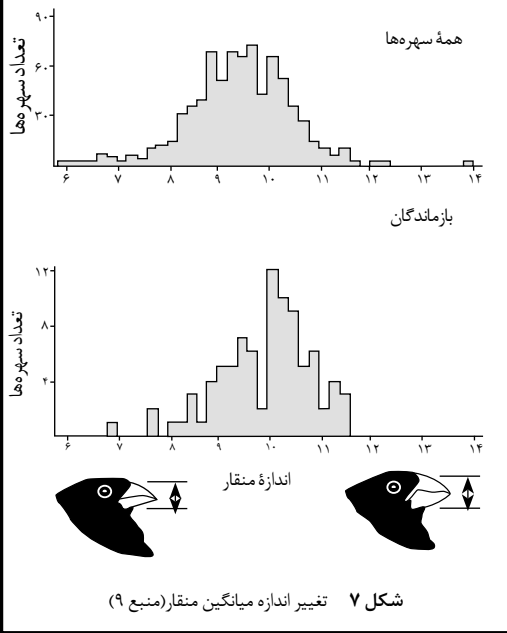 همهٔ سهره‌ها
تعداد سهره‌ها
۹۰
۶۰
۳۰
۶ ۷ ۸ ۹ ۱۰ ۱۱ ۱۲ ۱۳ ۱۴
بازماندگان
تعداد سهره‌ها
۱۲
۸
۴
۶ ۷ ۸ ۹ ۱۰ ۱۱ ۱۲ ۱۳ ۱۴
اندازهٔ منقار
شکل ۷ تغییر اندازه میانگین منقار(منبع ۹)